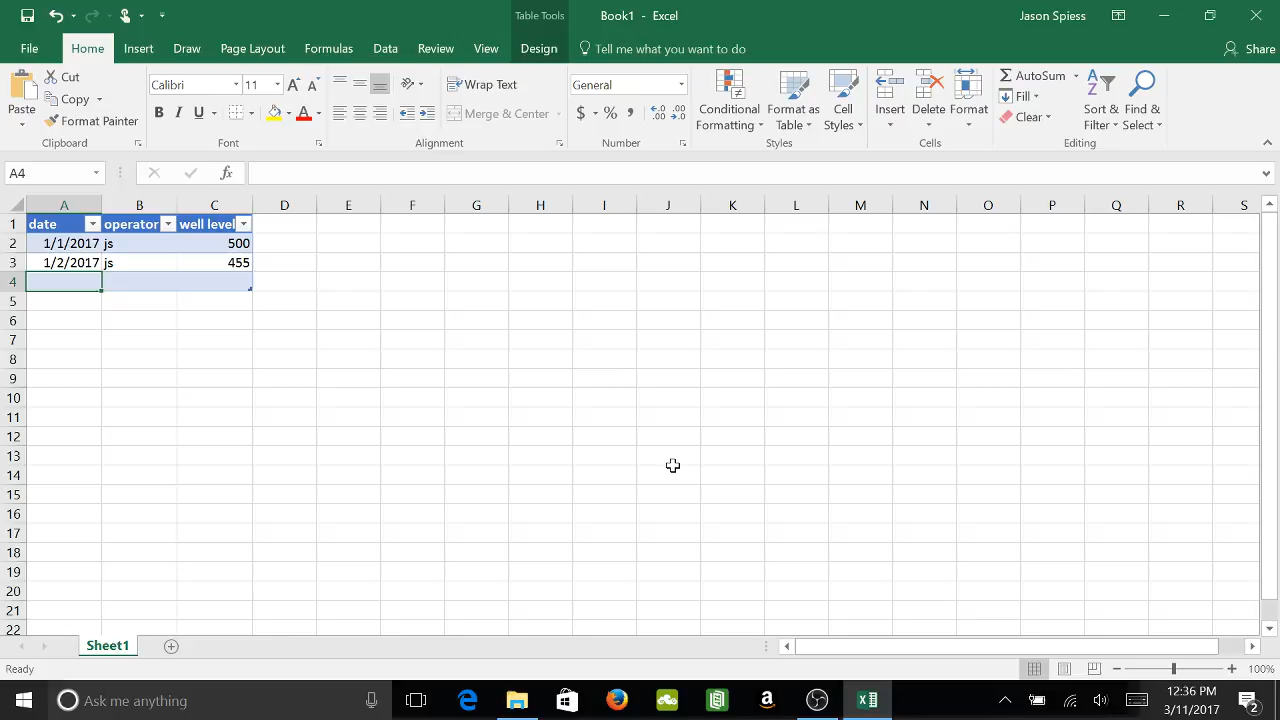 Table Tools
Book1 - Excel
Jason Spiess
File Home Insert Draw Page Layout Formulas Data Review View Design Tell me what you want to do Share
Paste
Cut
Copy
Format Painter
Clipboard
Calibri 11 A A
B I U A
Font
Wrap Text
Merge & Center
Alignment
General
$ % ,
Number
Conditional Formatting
Format as Table
Cell Styles
Styles
Insert Delete Format
Cells
AutoSum
Fill
Clear
Sort & Filter
Find & Select
Editing
A4 fx
A B C D E F G H I J K L M N O P Q R S
1 date operator well level
2 1/1/2017 js 500
3 1/2/2017 js 455
4
5
6
7
8
9
10
11
12
13
14
15
16
17
18
19
20
21
22
Sheet1
Ready 100%
Ask me anything
12:36 PM
3/11/2017
2